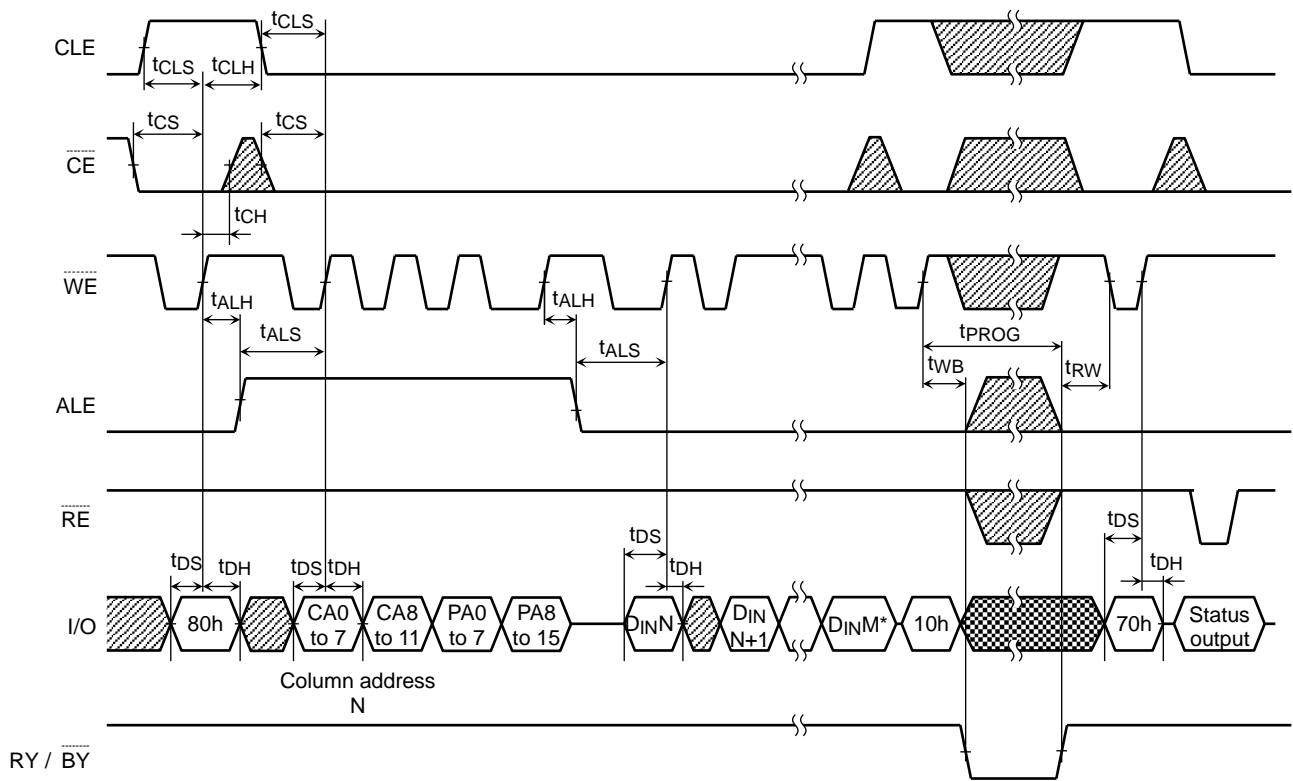 tCLS
CLE
tCLS tCLH
tCS tCS
CE
tCH
WE
tALH tALH
tALS tALS
tPROG
tWB tRW
ALE
RE
tDS tDH tDS tDH tDS tDH tDS tDH
I/O
80h
CA0 to 7
CA8 to 11
PA0 to 7
PA8 to 15
DINN
DIN N+1
DINM*
10h
70h
Status output
Column address
N
RY / BY